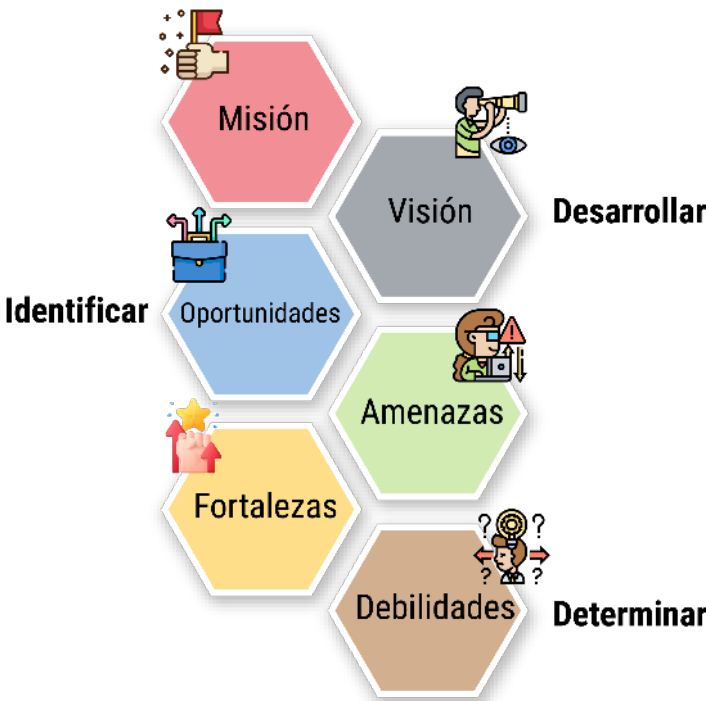 Misión
Visión
Desarrollar
Identificar
Oportunidades
Amenazas
Fortalezas
Debilidades
Determinar